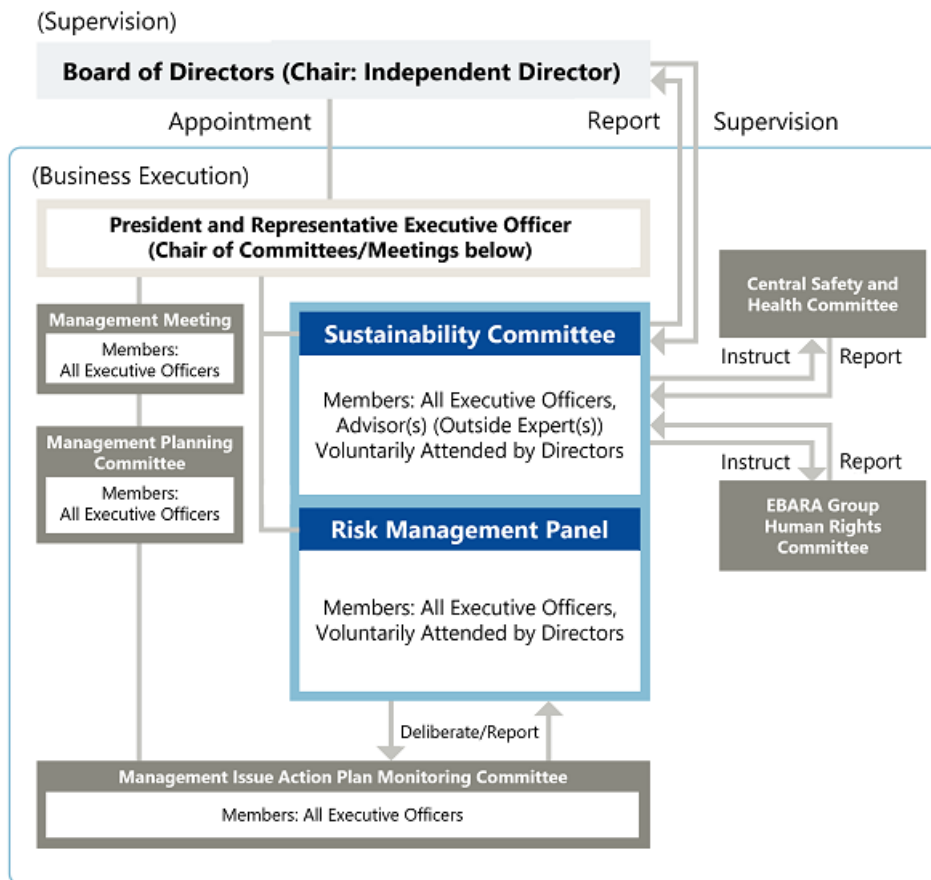 (Supervision)
Board of Directors (Chair: Independent Director)
Appointment
Report
Supervision
(Business Execution)
President and Representative Executive Officer
(Chair of Committees/Meetings below)
Management Meeting
Members:
All Executive Officers
Management Planning
Committee
Members:
All Executive Officers
Sustainability Committee
Members: All Executive Officers,
Advisor(s) (Outside Expert(s))
Voluntarily Attended by Directors
Risk Management Panel
Members: All Executive Officers,
Voluntarily Attended by Directors
Central Safety and
Health Committee
Instruct
Report
Instruct
Report
EBARA Group
Human Rights
Committee
Deliberate/Report
Management Issue Action Plan Monitoring Committee
Members: All Executive Officers